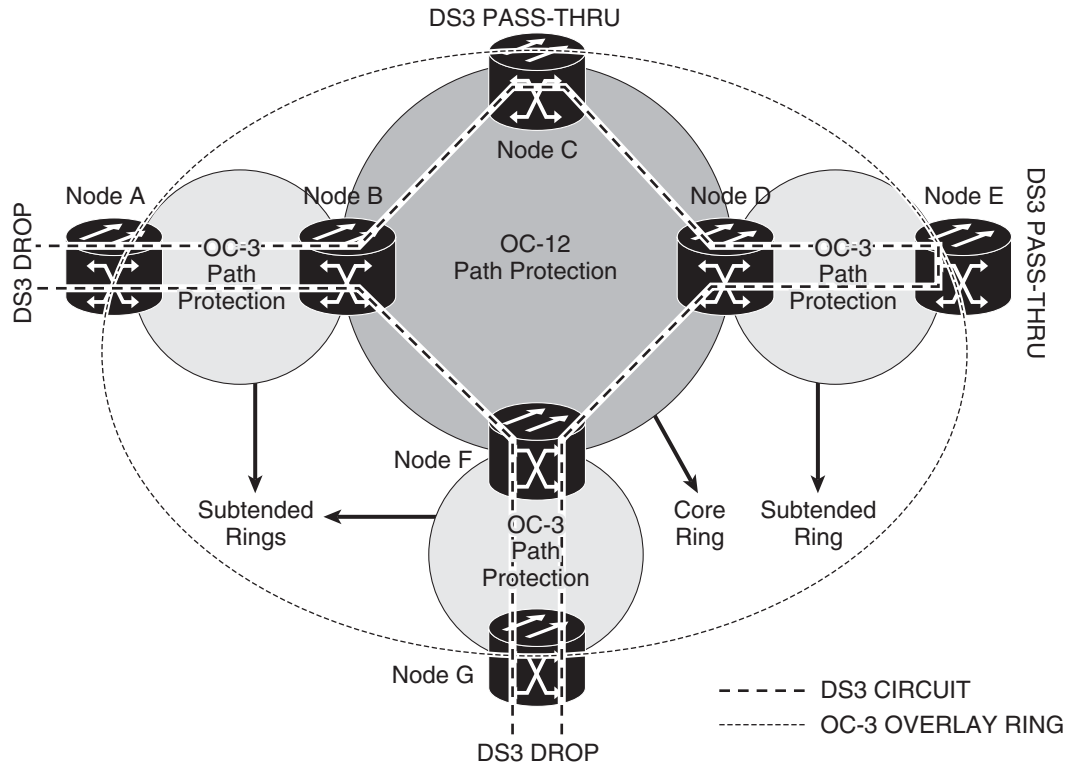 DS3 PASS-THRU
Node C
Node A
Node B
Node D
Node E
DS3 DROP
DS3 PASS-THRU
OC-3
Path
Protection
OC-12
Path Protection
OC-3
Path
Protection
Node F
Subtended
Rings
Core
Ring
Subtended
Ring
OC-3
Path
Protection
Node G
DS3 DROP
DS3 CIRCUIT
OC-3 OVERLAY RING